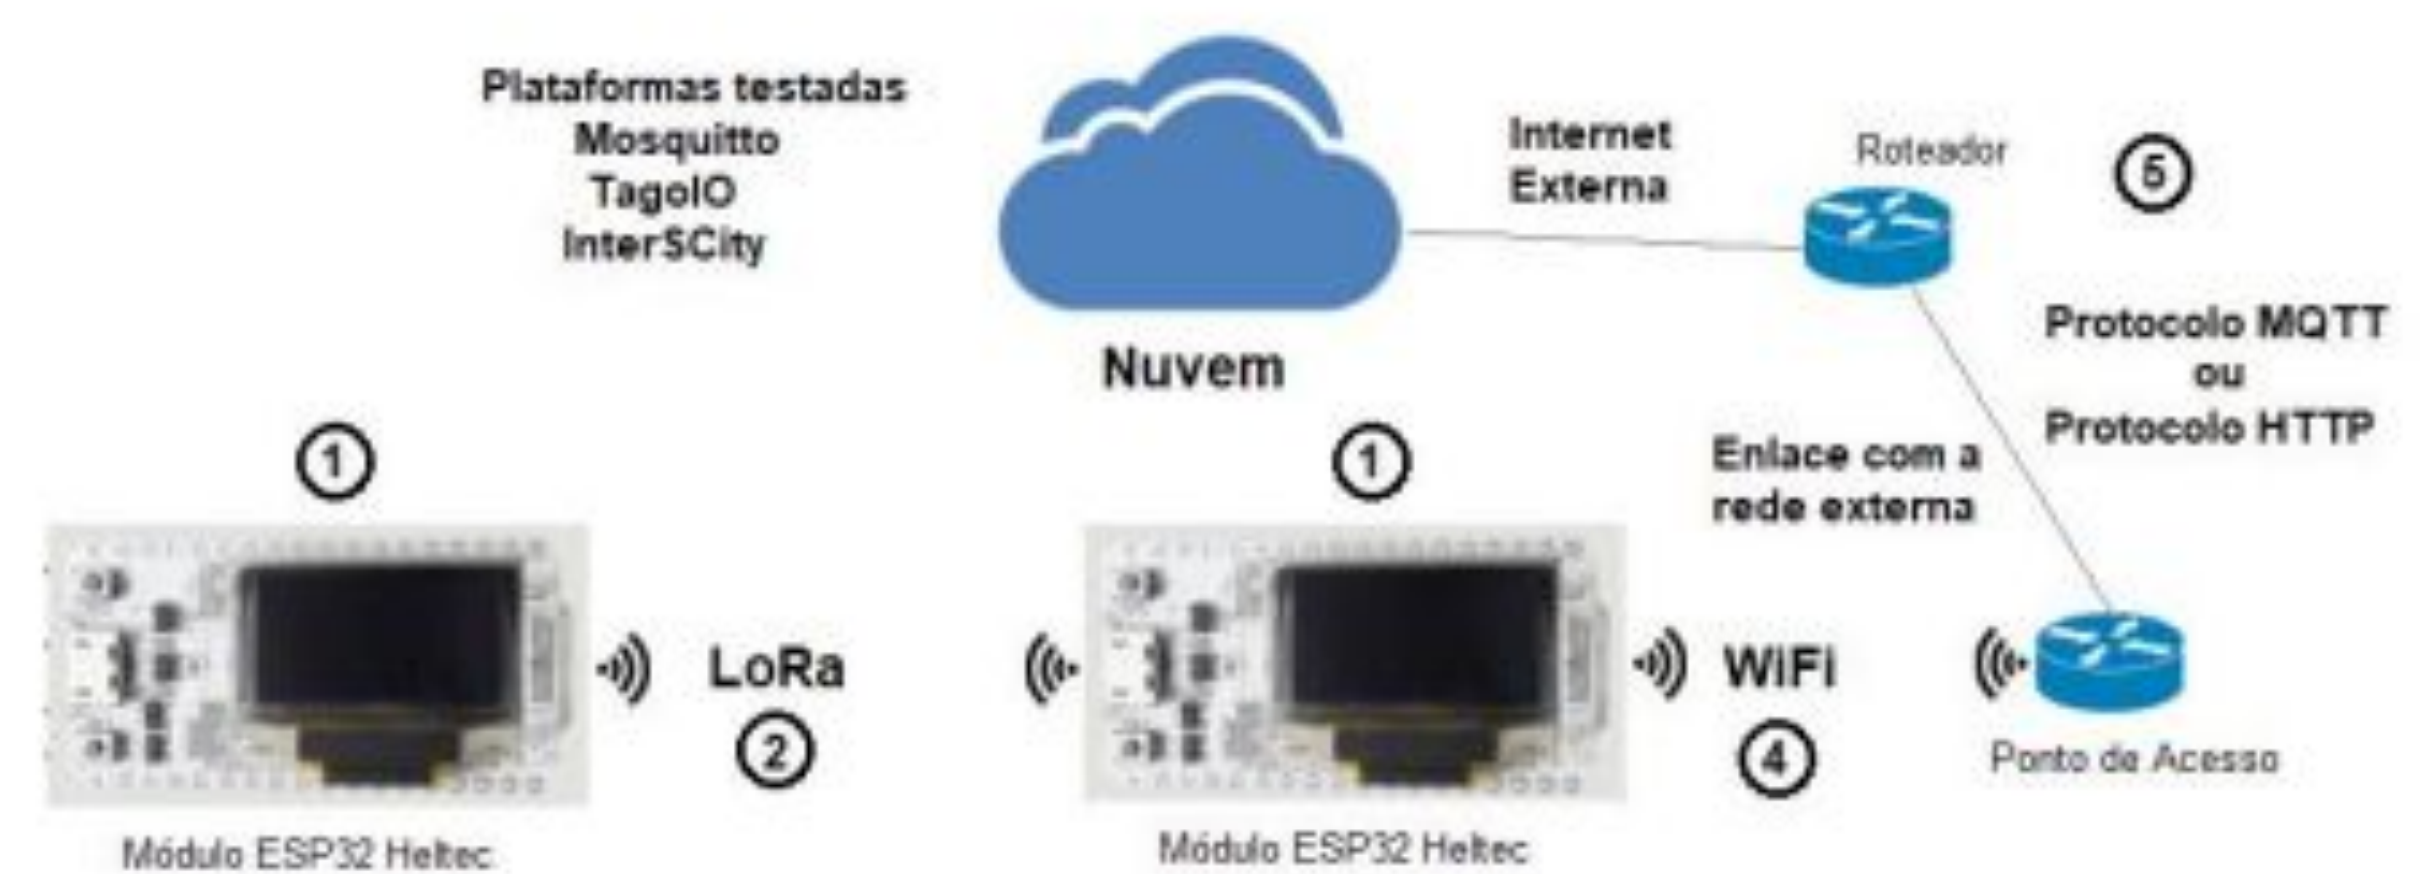 Plataformas testadas
Mosquitto
TagoIO
InterSCity
Nuvem
Internet
Externa
Roteador
5
Protocolo MQTT
ou
Protocolo HTTP
Enlace com a
rede externa
1
1
LoRa
2
WiFi
4
Ponto de Acesso
Módulo ESP32 Heltec
Módulo ESP32 Heltec